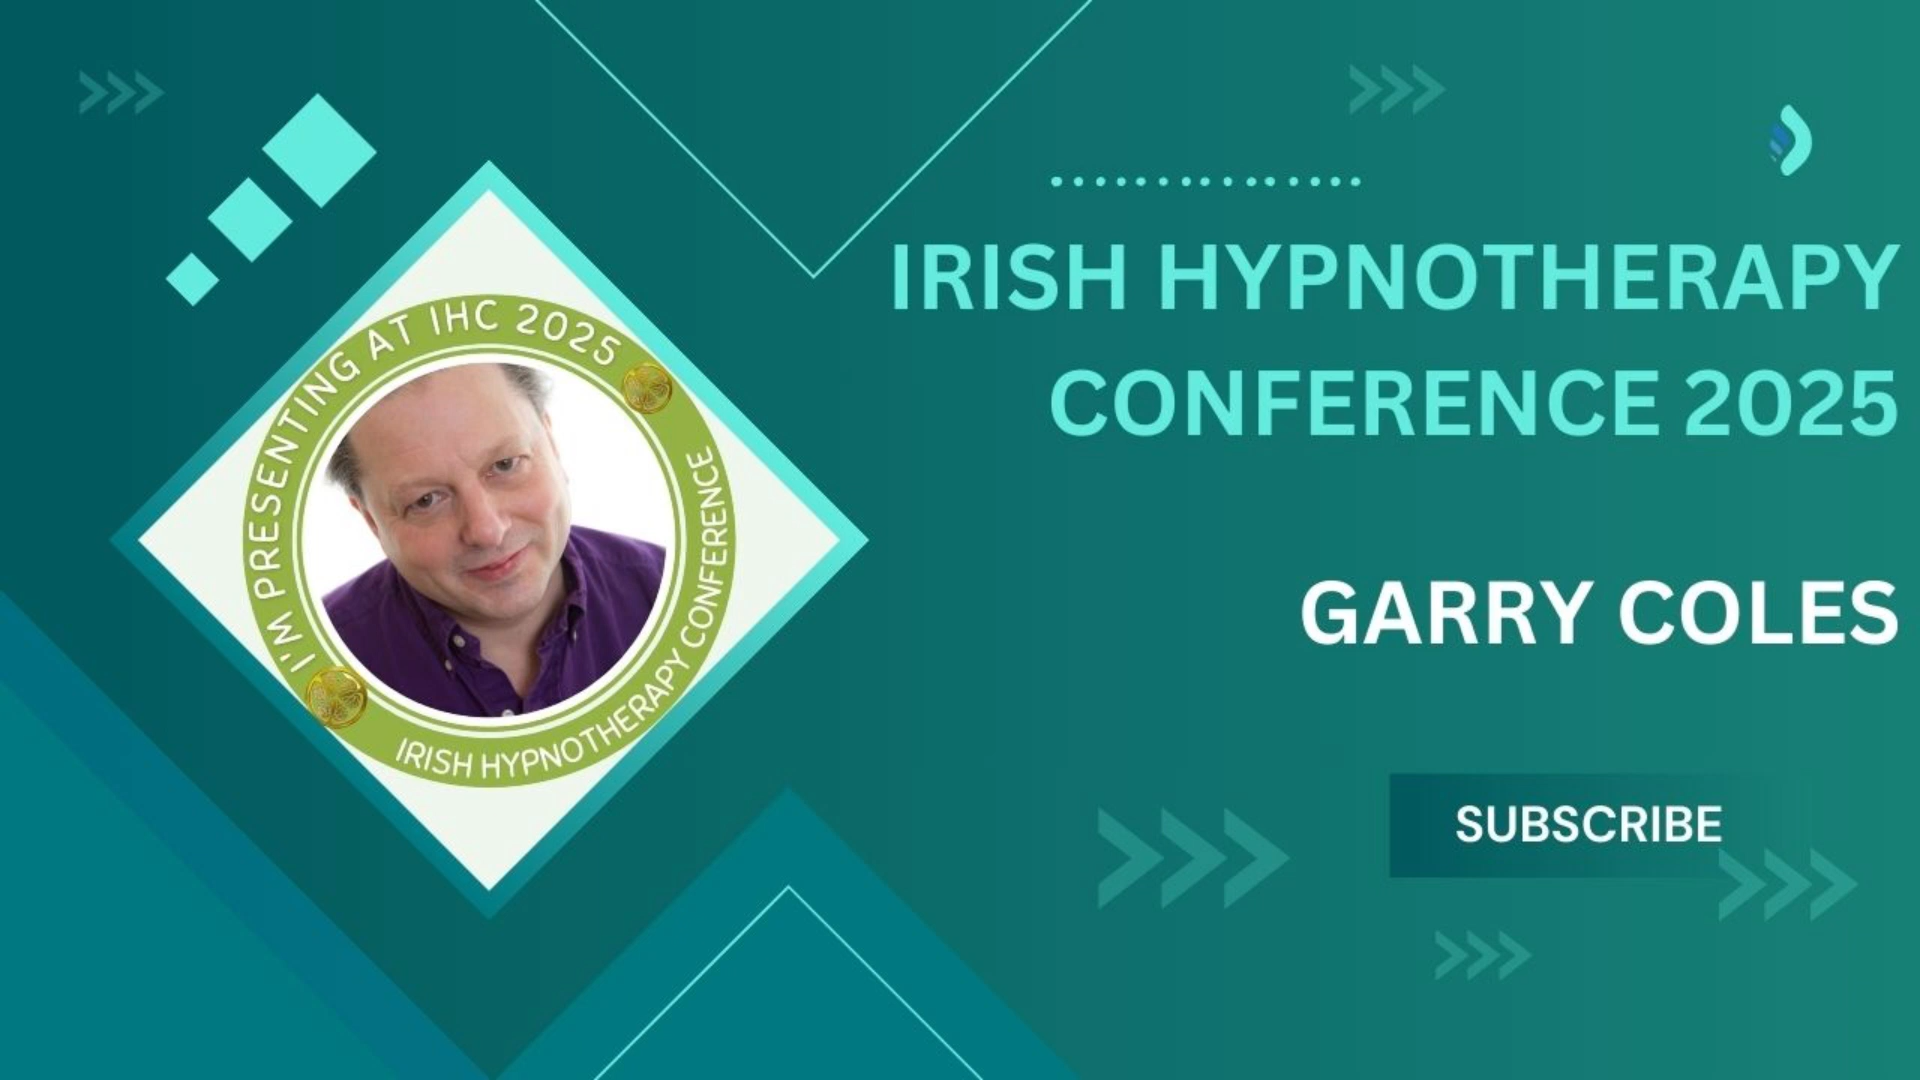 I'M PRESENTING AT IHC 2025
IRISH HYPNOTHERAPY CONFERENCE
IRISH HYPNOTHERAPY
CONFERENCE 2025
GARRY COLES
SUBSCRIBE